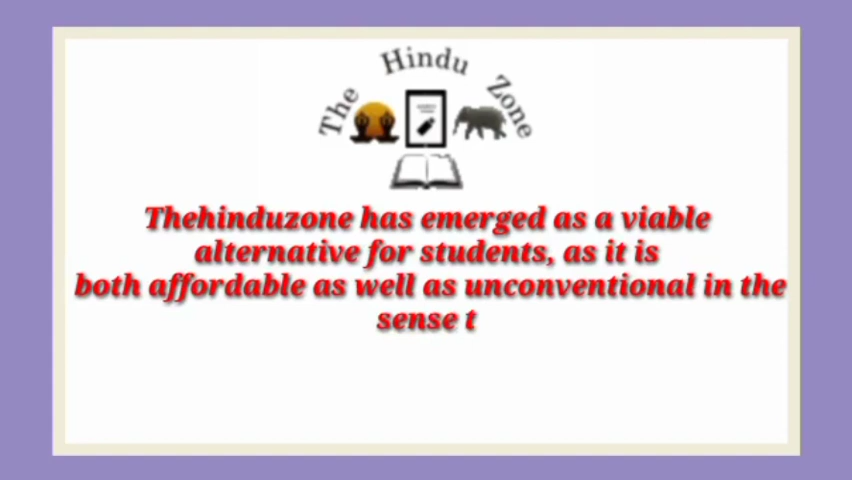 The Hindu Zone
Thehinduzone has emerged as a viable
alternative for students, as it is
both affordable as well as unconventional in the
sense t